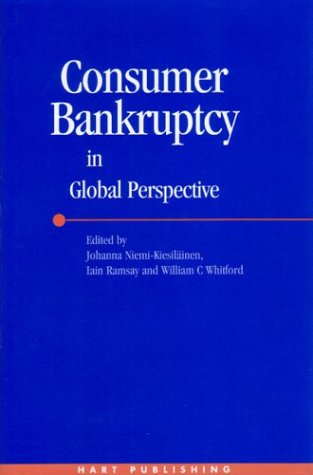 Consumer
Bankruptcy
in
Global Perspective
Edited by
Johanna Niemi-Kiesiläinen,
Iain Ramsay and William C Whitford
HART PUBLISHING